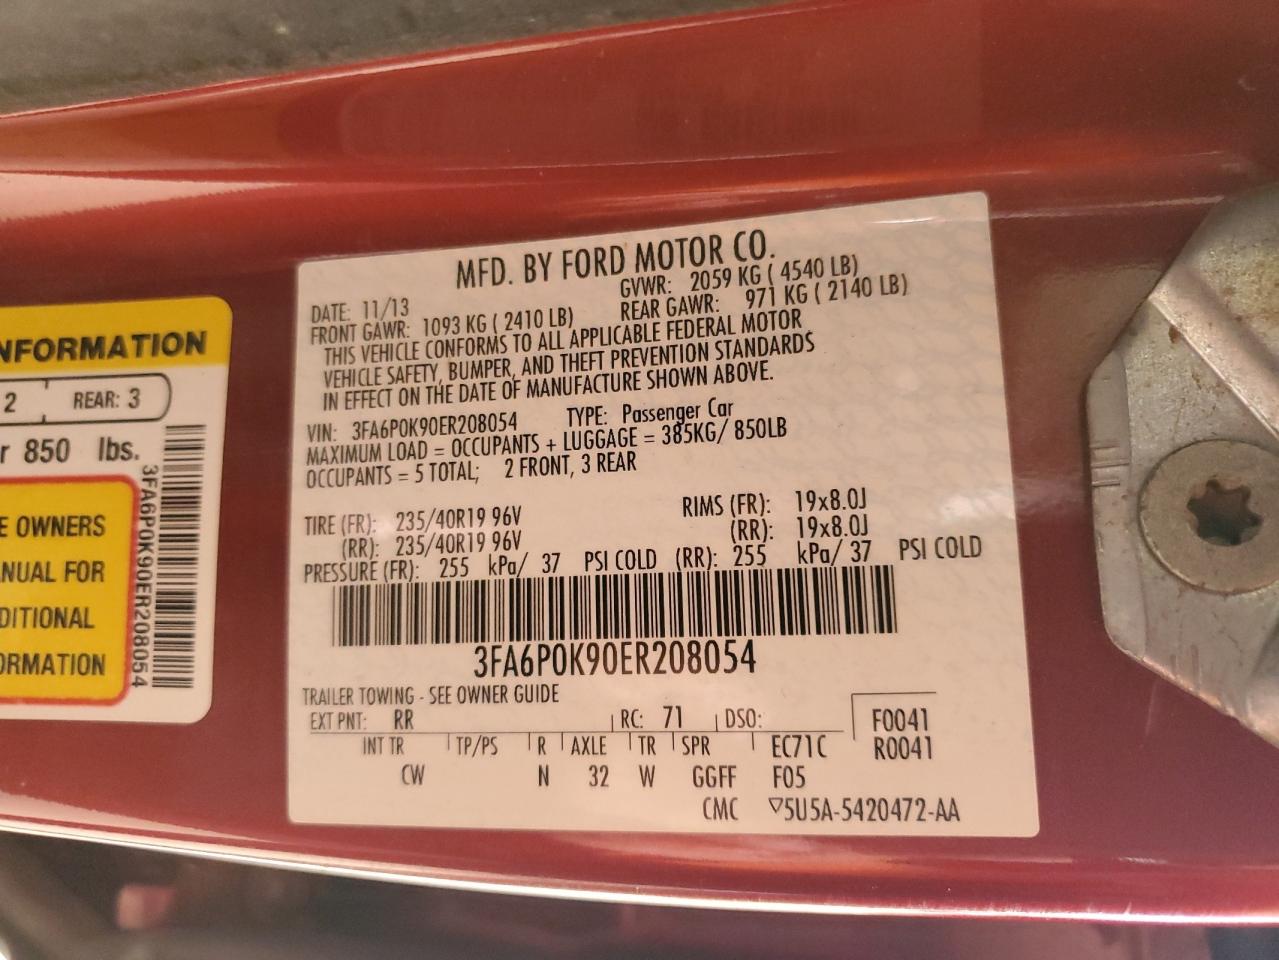 MFD. BY FORD MOTOR CO.
DATE: 11/13 GVWR: 2059 KG ( 4540 LB)
FRONT GAWR: 1093 KG ( 2410 LB) REAR GAWR: 971 KG ( 2140 LB)
THIS VEHICLE CONFORMS TO ALL APPLICABLE FEDERAL MOTOR
VEHICLE SAFETY, BUMPER, AND THEFT PREVENTION STANDARDS
IN EFFECT ON THE DATE OF MANUFACTURE SHOWN ABOVE.
VIN: 3FA6P0K90ER208054 TYPE: Passenger Car
MAXIMUM LOAD = OCCUPANTS + LUGGAGE = 385KG/ 850LB
OCCUPANTS = 5 TOTAL; 2 FRONT, 3 REAR
TIRE (FR): 235/40R19 96V RIMS (FR): 19x8.0J
(RR): 235/40R19 96V (RR): 19x8.0J
PRESSURE (FR): 255 kPa/ 37 PSI COLD (RR): 255 kPa/ 37 PSI COLD
3FA6P0K90ER208054
TRAILER TOWING - SEE OWNER GUIDE
EXT PNT: RR RC: 71 DSO: F0041
INT TR TP/PS R AXLE TR SPR EC71C R0041
CW N 32 W GGFF F05
CMC ▽5U5A-5420472-AA
NFORMATION
2 REAR: 3
r 850 lbs.
E OWNERS
NUAL FOR
DITIONAL
ORMATION
3FA6P0K90ER208054